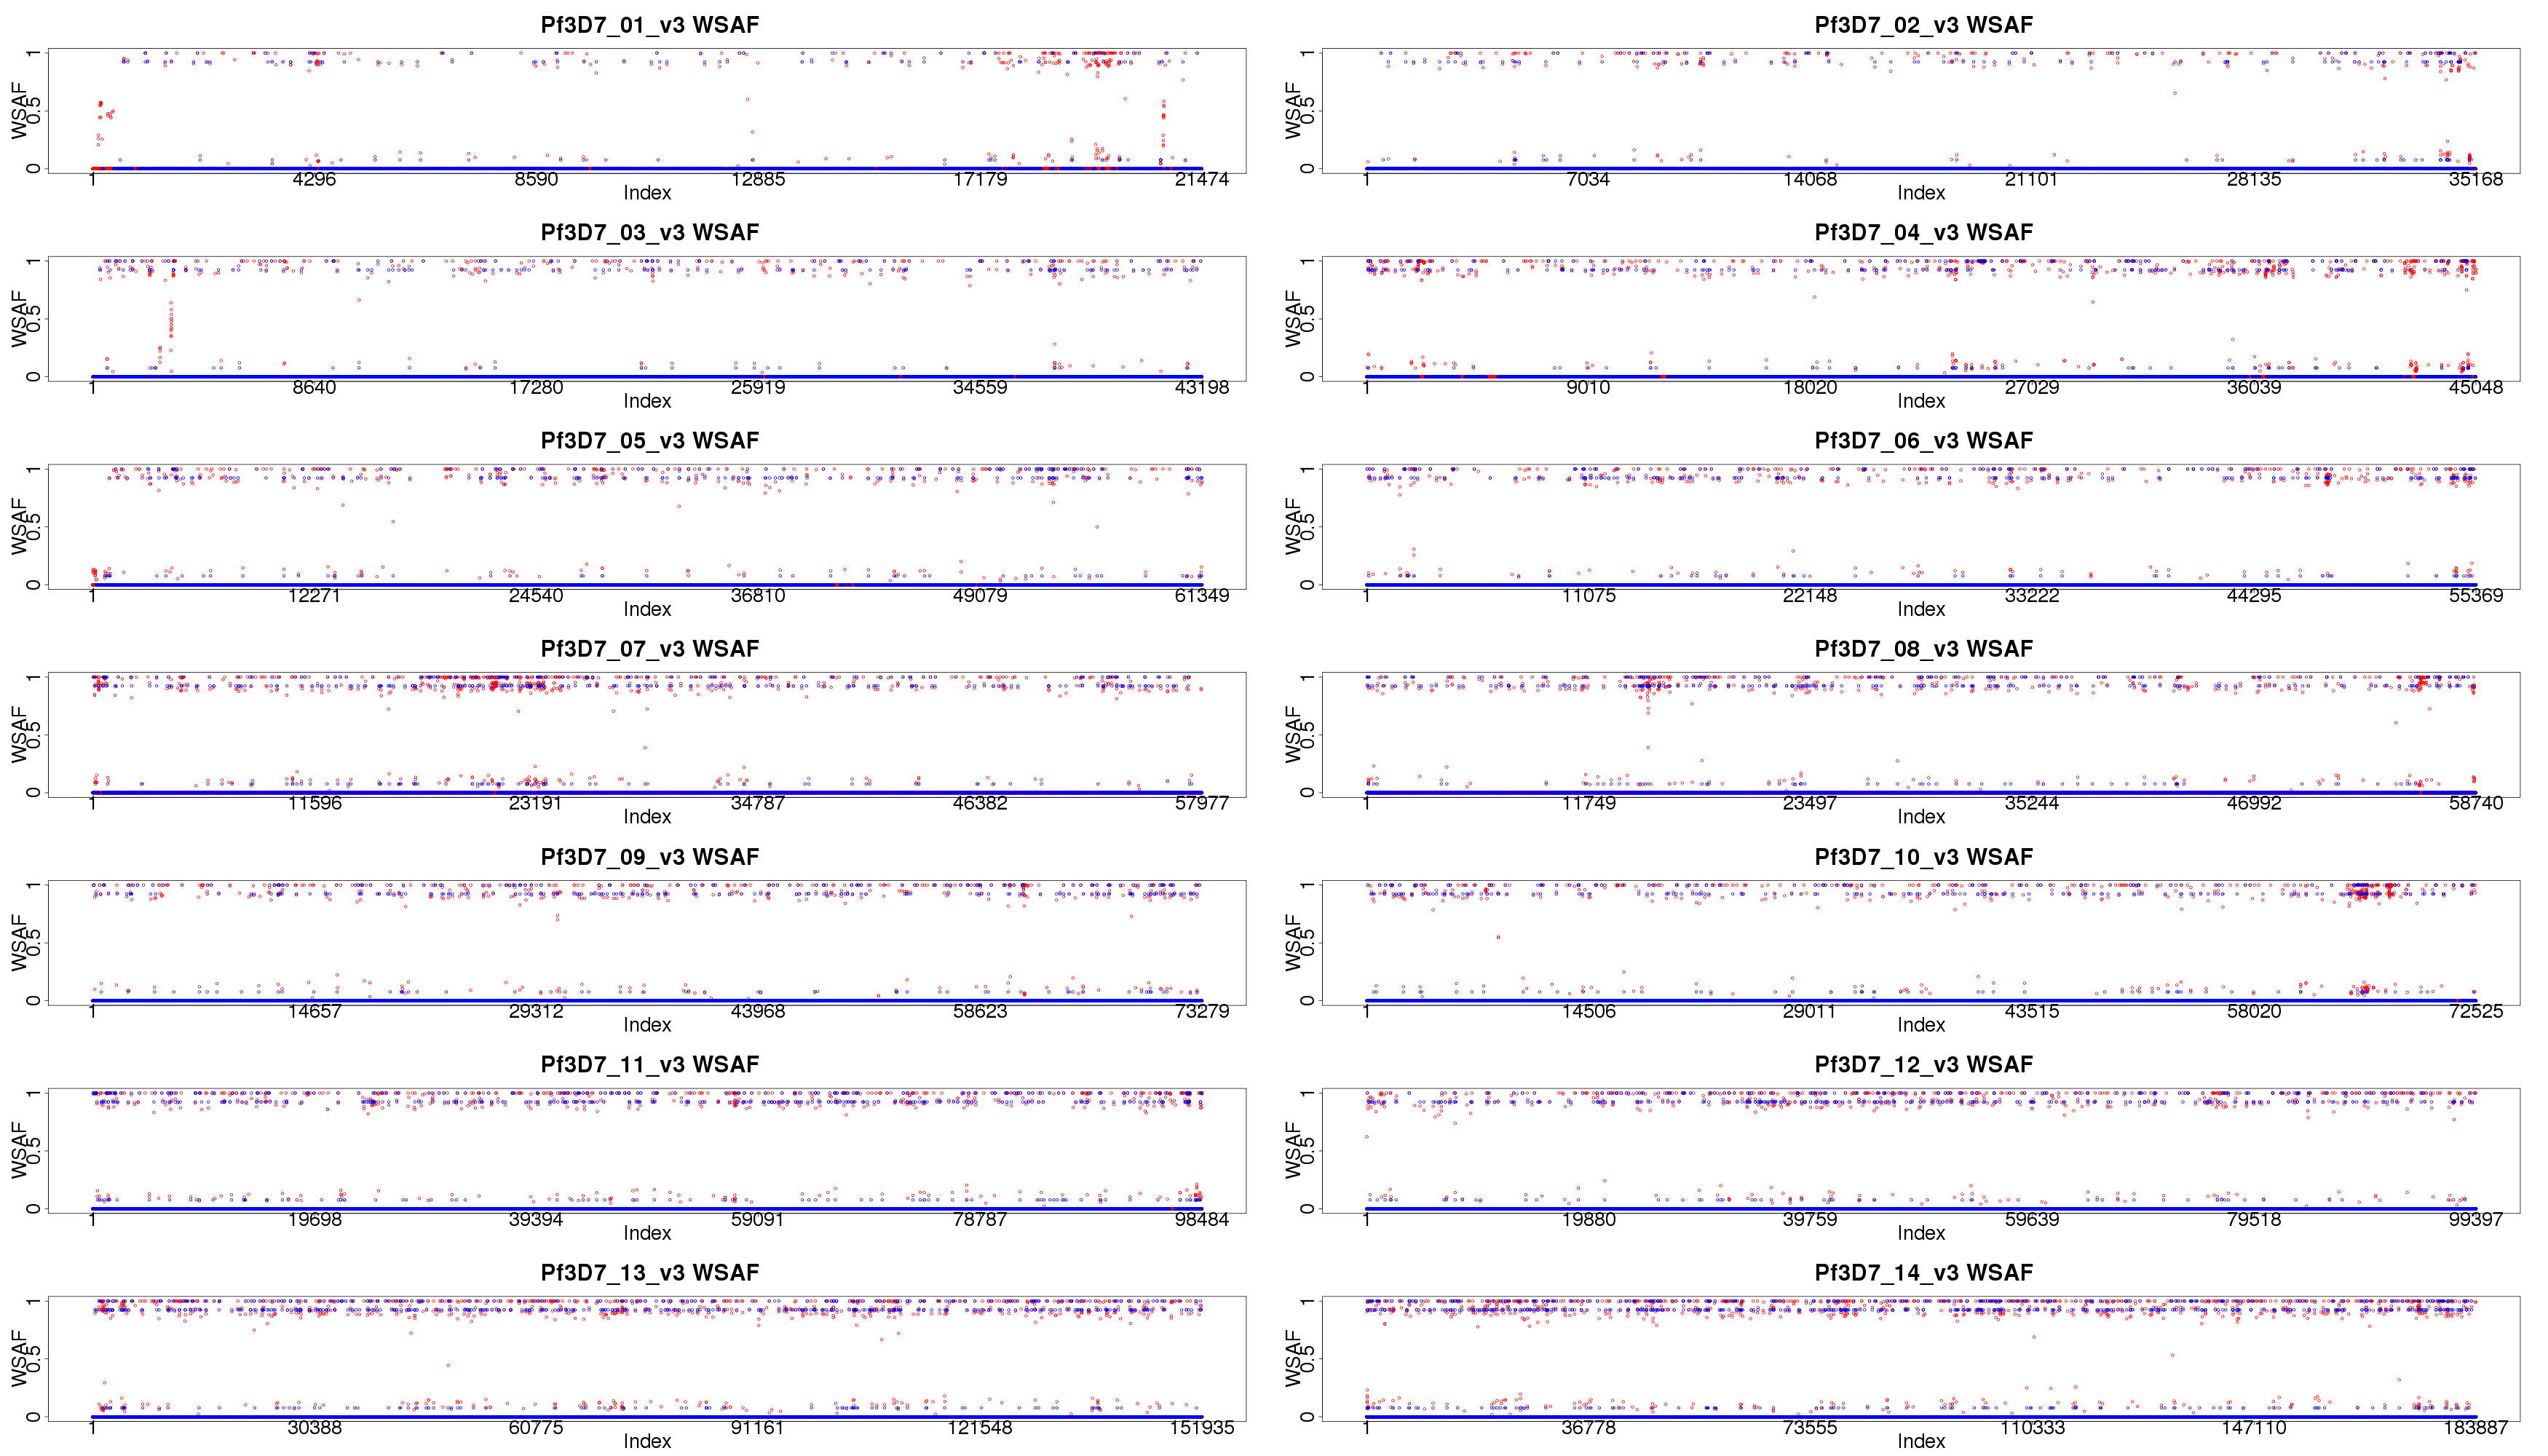 Pf3D7_01_v3 WSAF
WSAF
0 0.5 1
1 4296 8590 12885 17179 21474
Index
Pf3D7_02_v3 WSAF
WSAF
0 0.5 1
1 7034 14068 21101 28135 35168
Index
Pf3D7_03_v3 WSAF
WSAF
0 0.5 1
1 8640 17280 25919 34559 43198
Index
Pf3D7_04_v3 WSAF
WSAF
0 0.5 1
1 9010 18020 27029 36039 45048
Index
Pf3D7_05_v3 WSAF
WSAF
0 0.5 1
1 12271 24540 36810 49079 61349
Index
Pf3D7_06_v3 WSAF
WSAF
0 0.5 1
1 11075 22148 33222 44295 55369
Index
Pf3D7_07_v3 WSAF
WSAF
0 0.5 1
1 11596 23191 34787 46382 57977
Index
Pf3D7_08_v3 WSAF
WSAF
0 0.5 1
1 11749 23497 35244 46992 58740
Index
Pf3D7_09_v3 WSAF
WSAF
0 0.5 1
1 14657 29312 43968 58623 73279
Index
Pf3D7_10_v3 WSAF
WSAF
0 0.5 1
1 14506 29011 43515 58020 72525
Index
Pf3D7_11_v3 WSAF
WSAF
0 0.5 1
1 19698 39394 59091 78787 98484
Index
Pf3D7_12_v3 WSAF
WSAF
0 0.5 1
1 19880 39759 59639 79518 99397
Index
Pf3D7_13_v3 WSAF
WSAF
0 0.5 1
1 30388 60775 91161 121548 151935
Index
Pf3D7_14_v3 WSAF
WSAF
0 0.5 1
1 36778 73555 110333 147110 183887
Index